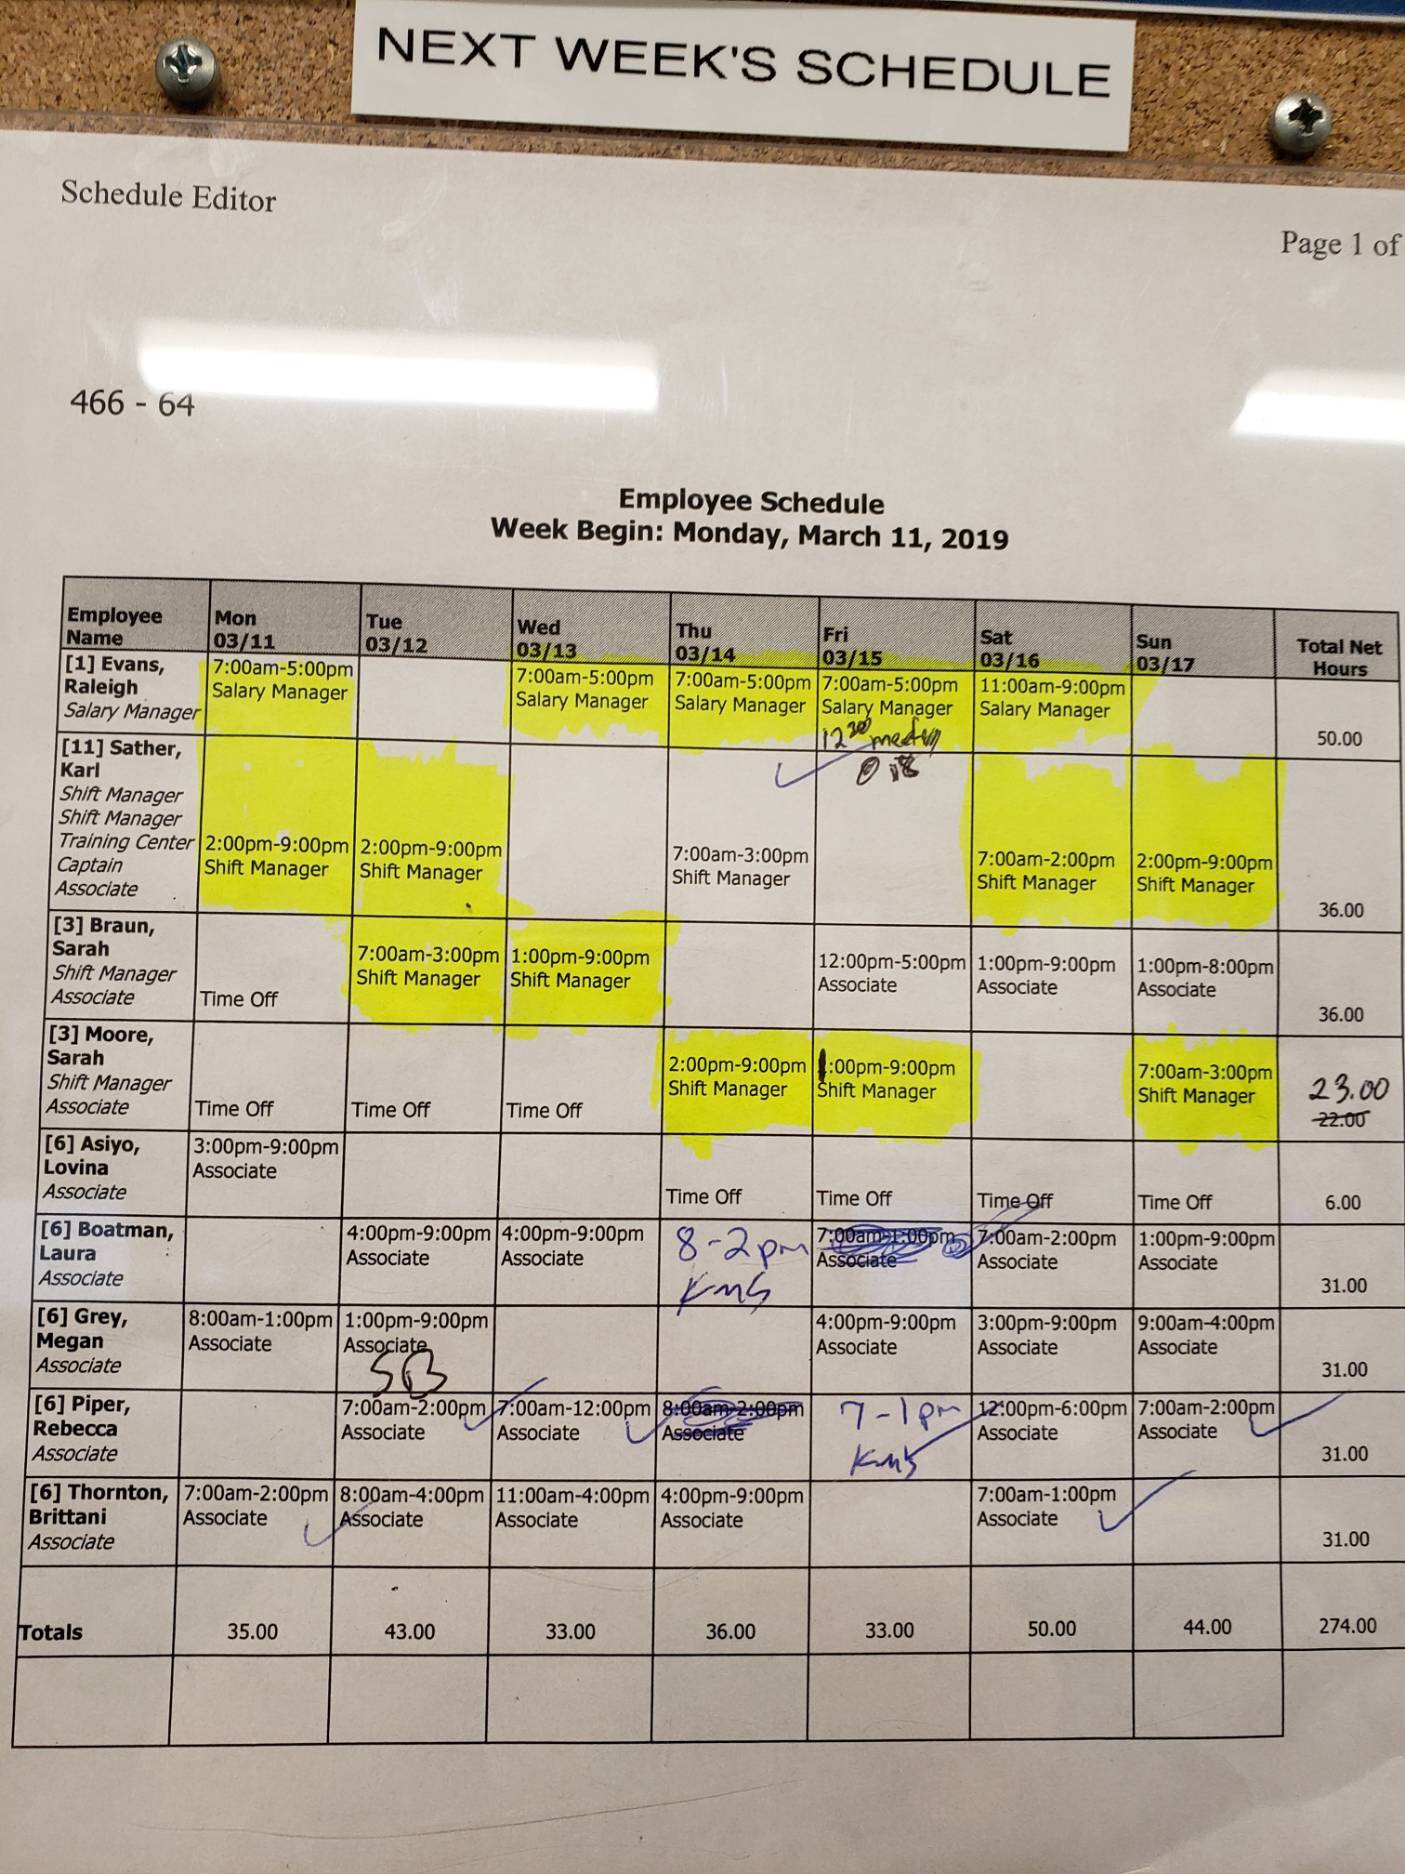 NEXT WEEK'S SCHEDULE
Schedule Editor
Page 1 of
466 - 64
Employee Schedule
Week Begin: Monday, March 11, 2019
Employee Name Mon 03/11 Tue 03/12 Wed 03/13 Thu 03/14 Fri 03/15 Sat 03/16 Sun 03/17 Total Net Hours
[1] Evans, Raleigh Salary Manager 7:00am-5:00pm Salary Manager 7:00am-5:00pm Salary Manager 7:00am-5:00pm Salary Manager 7:00am-5:00pm Salary Manager 12 30 11:00am-9:00pm Salary Manager 50.00
[11] Sather, Karl Shift Manager Shift Manager Training Center Captain Associate 2:00pm-9:00pm Shift Manager 2:00pm-9:00pm Shift Manager 7:00am-3:00pm Shift Manager 7:00am-2:00pm Shift Manager 2:00pm-9:00pm Shift Manager 36.00
[3] Braun, Sarah Shift Manager Associate Time Off 7:00am-3:00pm Shift Manager 1:00pm-9:00pm Shift Manager 12:00pm-5:00pm Associate 1:00pm-9:00pm Associate 1:00pm-8:00pm Associate 36.00
[3] Moore, Sarah Shift Manager Associate Time Off Time Off Time Off 2:00pm-9:00pm Shift Manager 1:00pm-9:00pm Shift Manager 7:00am-3:00pm Shift Manager 23.00 22.00
[6] Asiyo, Lovina Associate 3:00pm-9:00pm Associate Time Off Time Off Time Off Time Off 6.00
[6] Boatman, Laura Associate 4:00pm-9:00pm Associate 4:00pm-9:00pm Associate 8-2pm KMS 7:00am-1:00pm Associate 7:00am-2:00pm Associate 1:00pm-9:00pm Associate 31.00
[6] Grey, Megan Associate 8:00am-1:00pm Associate 1:00pm-9:00pm Associate SB 4:00pm-9:00pm Associate 3:00pm-9:00pm Associate 9:00am-4:00pm Associate 31.00
[6] Piper, Rebecca Associate 7:00am-2:00pm Associate 7:00am-12:00pm Associate 8:00am-2:00pm Associate 7-1pm KMS 12:00pm-6:00pm Associate 7:00am-2:00pm Associate 31.00
[6] Thornton, Brittani Associate 7:00am-2:00pm Associate 8:00am-4:00pm Associate 11:00am-4:00pm Associate 4:00pm-9:00pm Associate 7:00am-1:00pm Associate 31.00
Totals 35.00 43.00 33.00 36.00 33.00 50.00 44.00 274.00